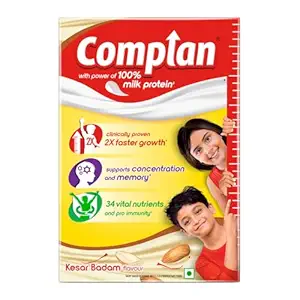 Complan®
with power of 100%
milk protein
2X
clinically proven
2X faster growth
supports concentration
and memory
34 vital nutrients
and pro immunity
Kesar Badam flavour